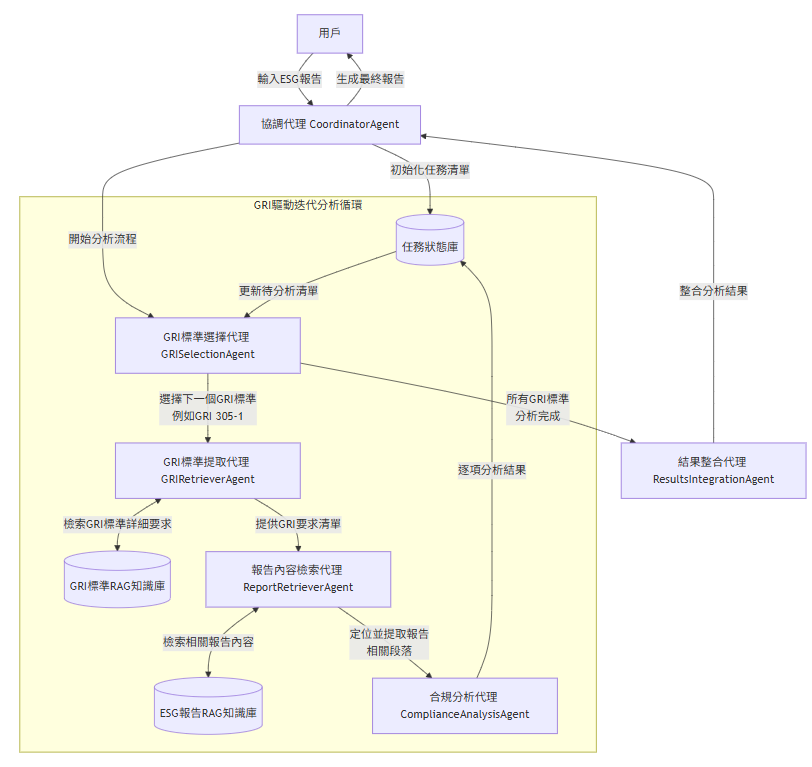 用戶
輸入ESG報告
生成最終報告
協調代理 CoordinatorAgent
初始化任務清單
GRI驅動迭代分析循環
開始分析流程
任務狀態庫
更新待分析清單
整合分析結果
GRI標準選擇代理
GRISelectionAgent
選擇下一個GRI標準
例如GRI 305-1
所有GRI標準
分析完成
GRI標準提取代理
GRIRetrieverAgent
逐項分析結果
結果整合代理
ResultsIntegrationAgent
檢索GRI標準詳細要求
提供GRI要求清單
GRI標準RAG知識庫
報告內容檢索代理
ReportRetrieverAgent
檢索相關報告內容
定位並提取報告
相關段落
ESG報告RAG知識庫
合規分析代理
ComplianceAnalysisAgent